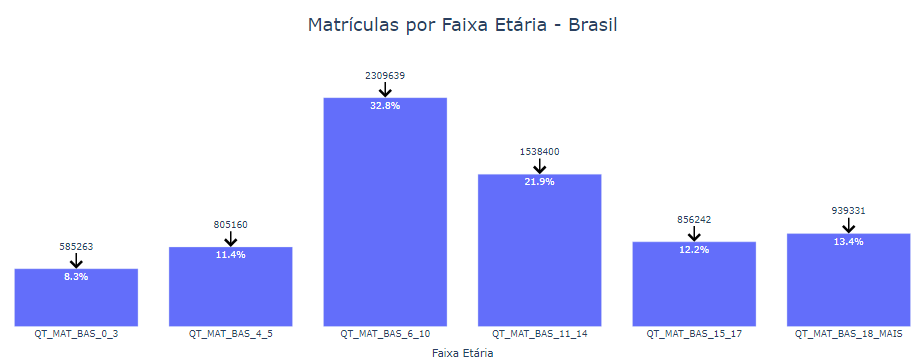 Matrículas por Faixa Etária - Brasil
585263
8.3%
805160
11.4%
2309639
32.8%
1538400
21.9%
856242
12.2%
939331
13.4%
QT_MAT_BAS_0_3
QT_MAT_BAS_4_5
QT_MAT_BAS_6_10
QT_MAT_BAS_11_14
QT_MAT_BAS_15_17
QT_MAT_BAS_18_MAIS
Faixa Etária